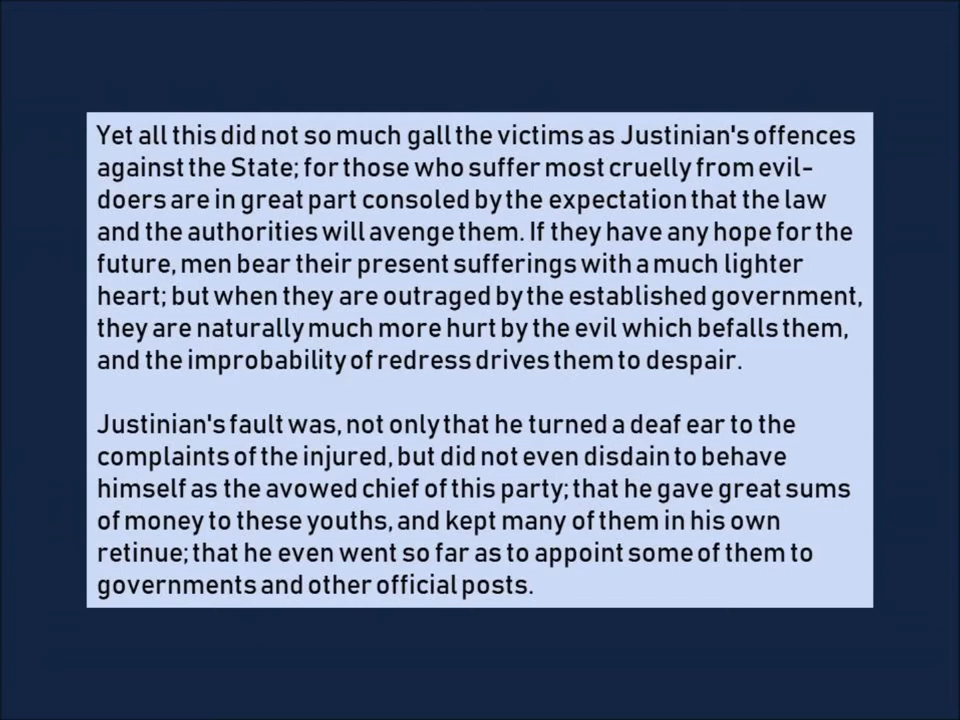 Yet all this did not so much gall the victims as Justinian's offences
against the State; for those who suffer most cruelly from evil-
doers are in great part consoled by the expectation that the law
and the authorities will avenge them. If they have any hope for the
future, men bear their present sufferings with a much lighter
heart; but when they are outraged by the established government,
they are naturally much more hurt by the evil which befalls them,
and the improbability of redress drives them to despair.
Justinian's fault was, not only that he turned a deaf ear to the
complaints of the injured, but did not even disdain to behave
himself as the avowed chief of this party; that he gave great sums
of money to these youths, and kept many of them in his own
retinue; that he even went so far as to appoint some of them to
governments and other official posts.